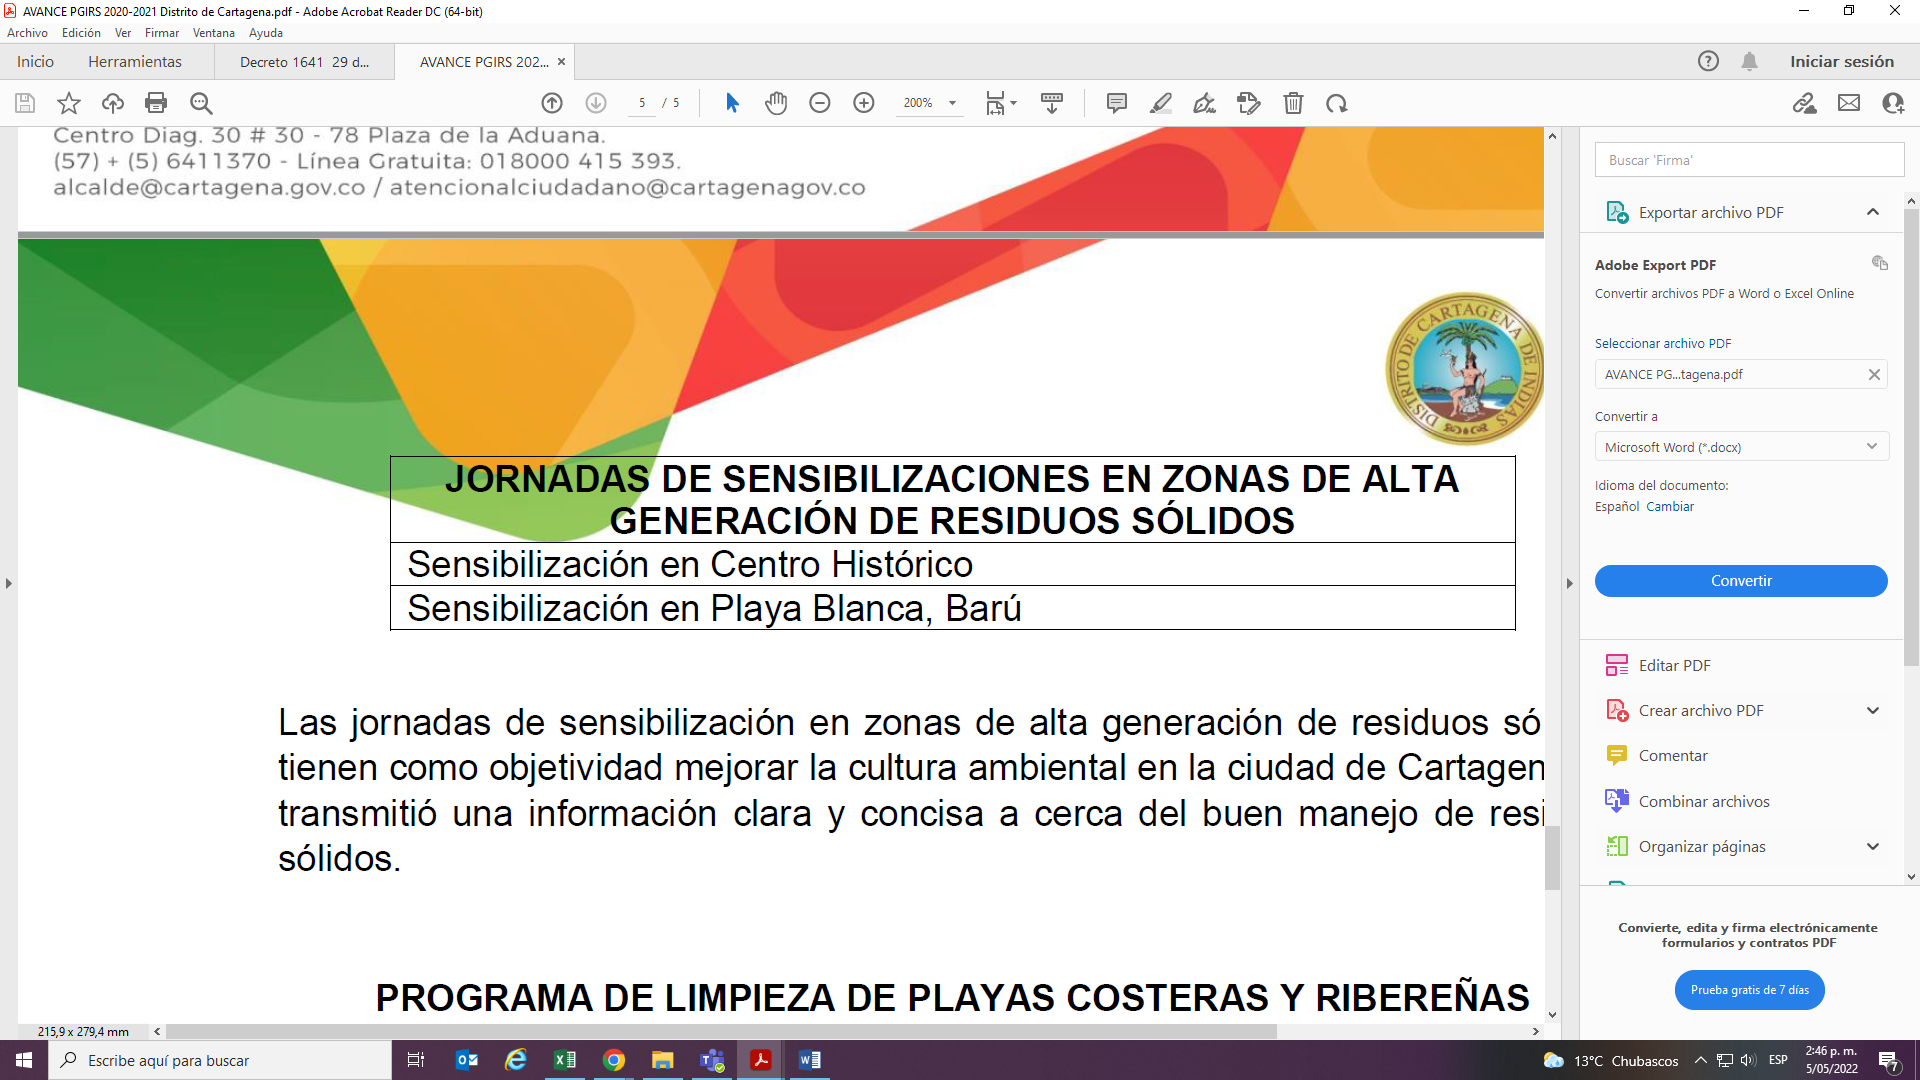 AVANCE PGIRS 2020-2021 Distrito de Cartagena.pdf - Adobe Acrobat Reader DC (64-bit)
Archivo Edición Ver Firmar Ventana Ayuda
Inicio Herramientas Decreto 1641 29 d... AVANCE PGIRS 202... Iniciar sesión
5 / 5 200%
Centro Diag. 30 # 30 - 78 Plaza de la Aduana.
(57) + (5) 6411370 - Línea Gratuita: 018000 415 393.
alcalde@cartagena.gov.co / atencionalciudadano@cartagenagov.co
DISTRITO DE CARTAGENA DE INDIAS
JORNADAS DE SENSIBILIZACIONES EN ZONAS DE ALTA
GENERACIÓN DE RESIDUOS SÓLIDOS
Sensibilización en Centro Histórico
Sensibilización en Playa Blanca, Barú
Las jornadas de sensibilización en zonas de alta generación de residuos só
tienen como objetividad mejorar la cultura ambiental en la ciudad de Cartagen
transmitió una información clara y concisa a cerca del buen manejo de resi
sólidos.
PROGRAMA DE LIMPIEZA DE PLAYAS COSTERAS Y RIBEREÑAS
215,9 x 279,4 mm
Buscar 'Firma'
Exportar archivo PDF
Adobe Export PDF
Convertir archivos PDF a Word o Excel Online
Seleccionar archivo PDF
AVANCE PG...tagena.pdf
Convertir a
Microsoft Word (*.docx)
Idioma del documento:
Español Cambiar
Convertir
Editar PDF
Crear archivo PDF
Comentar
Combinar archivos
Organizar páginas
Convierte, edita y firma electrónicamente
formularios y contratos PDF
Prueba gratis de 7 días
Escribe aquí para buscar
13°C Chubascos
ESP
2:46 p. m.
5/05/2022
7